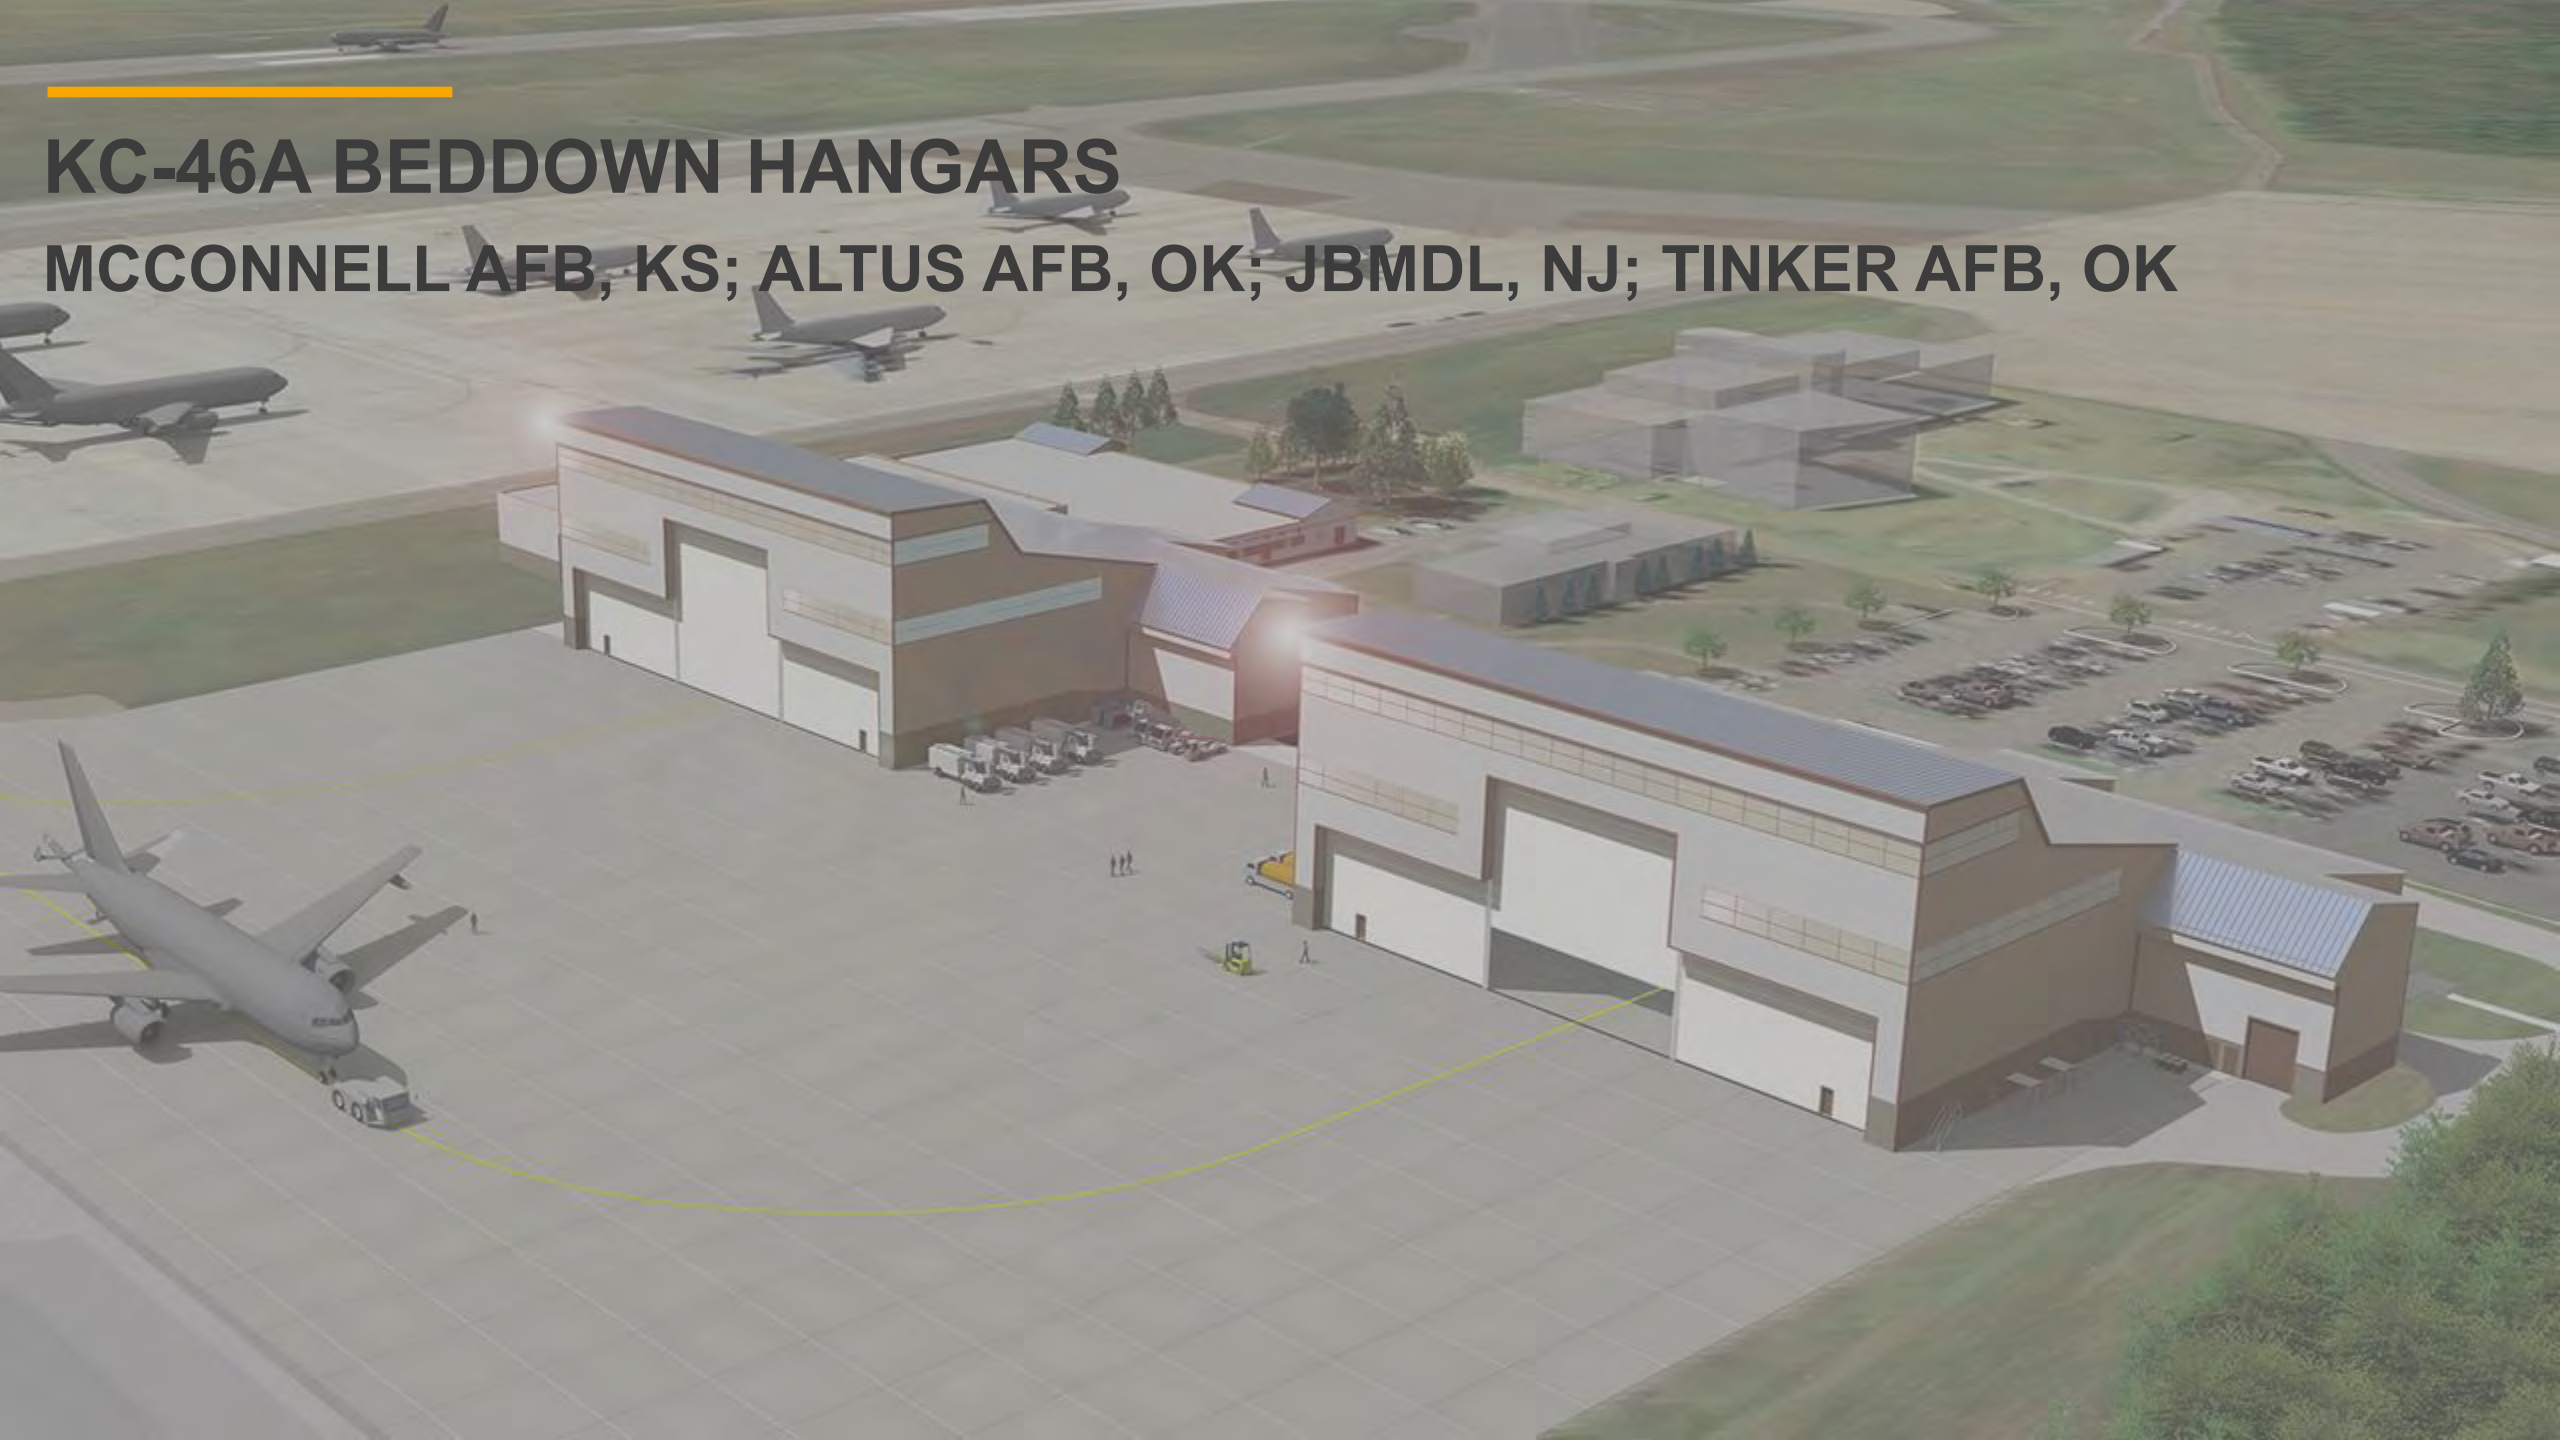 KC-46A BEDDOWN HANGARS
MCCONNELL AFB, KS; ALTUS AFB, OK; JBMDL, NJ; TINKER AFB, OK